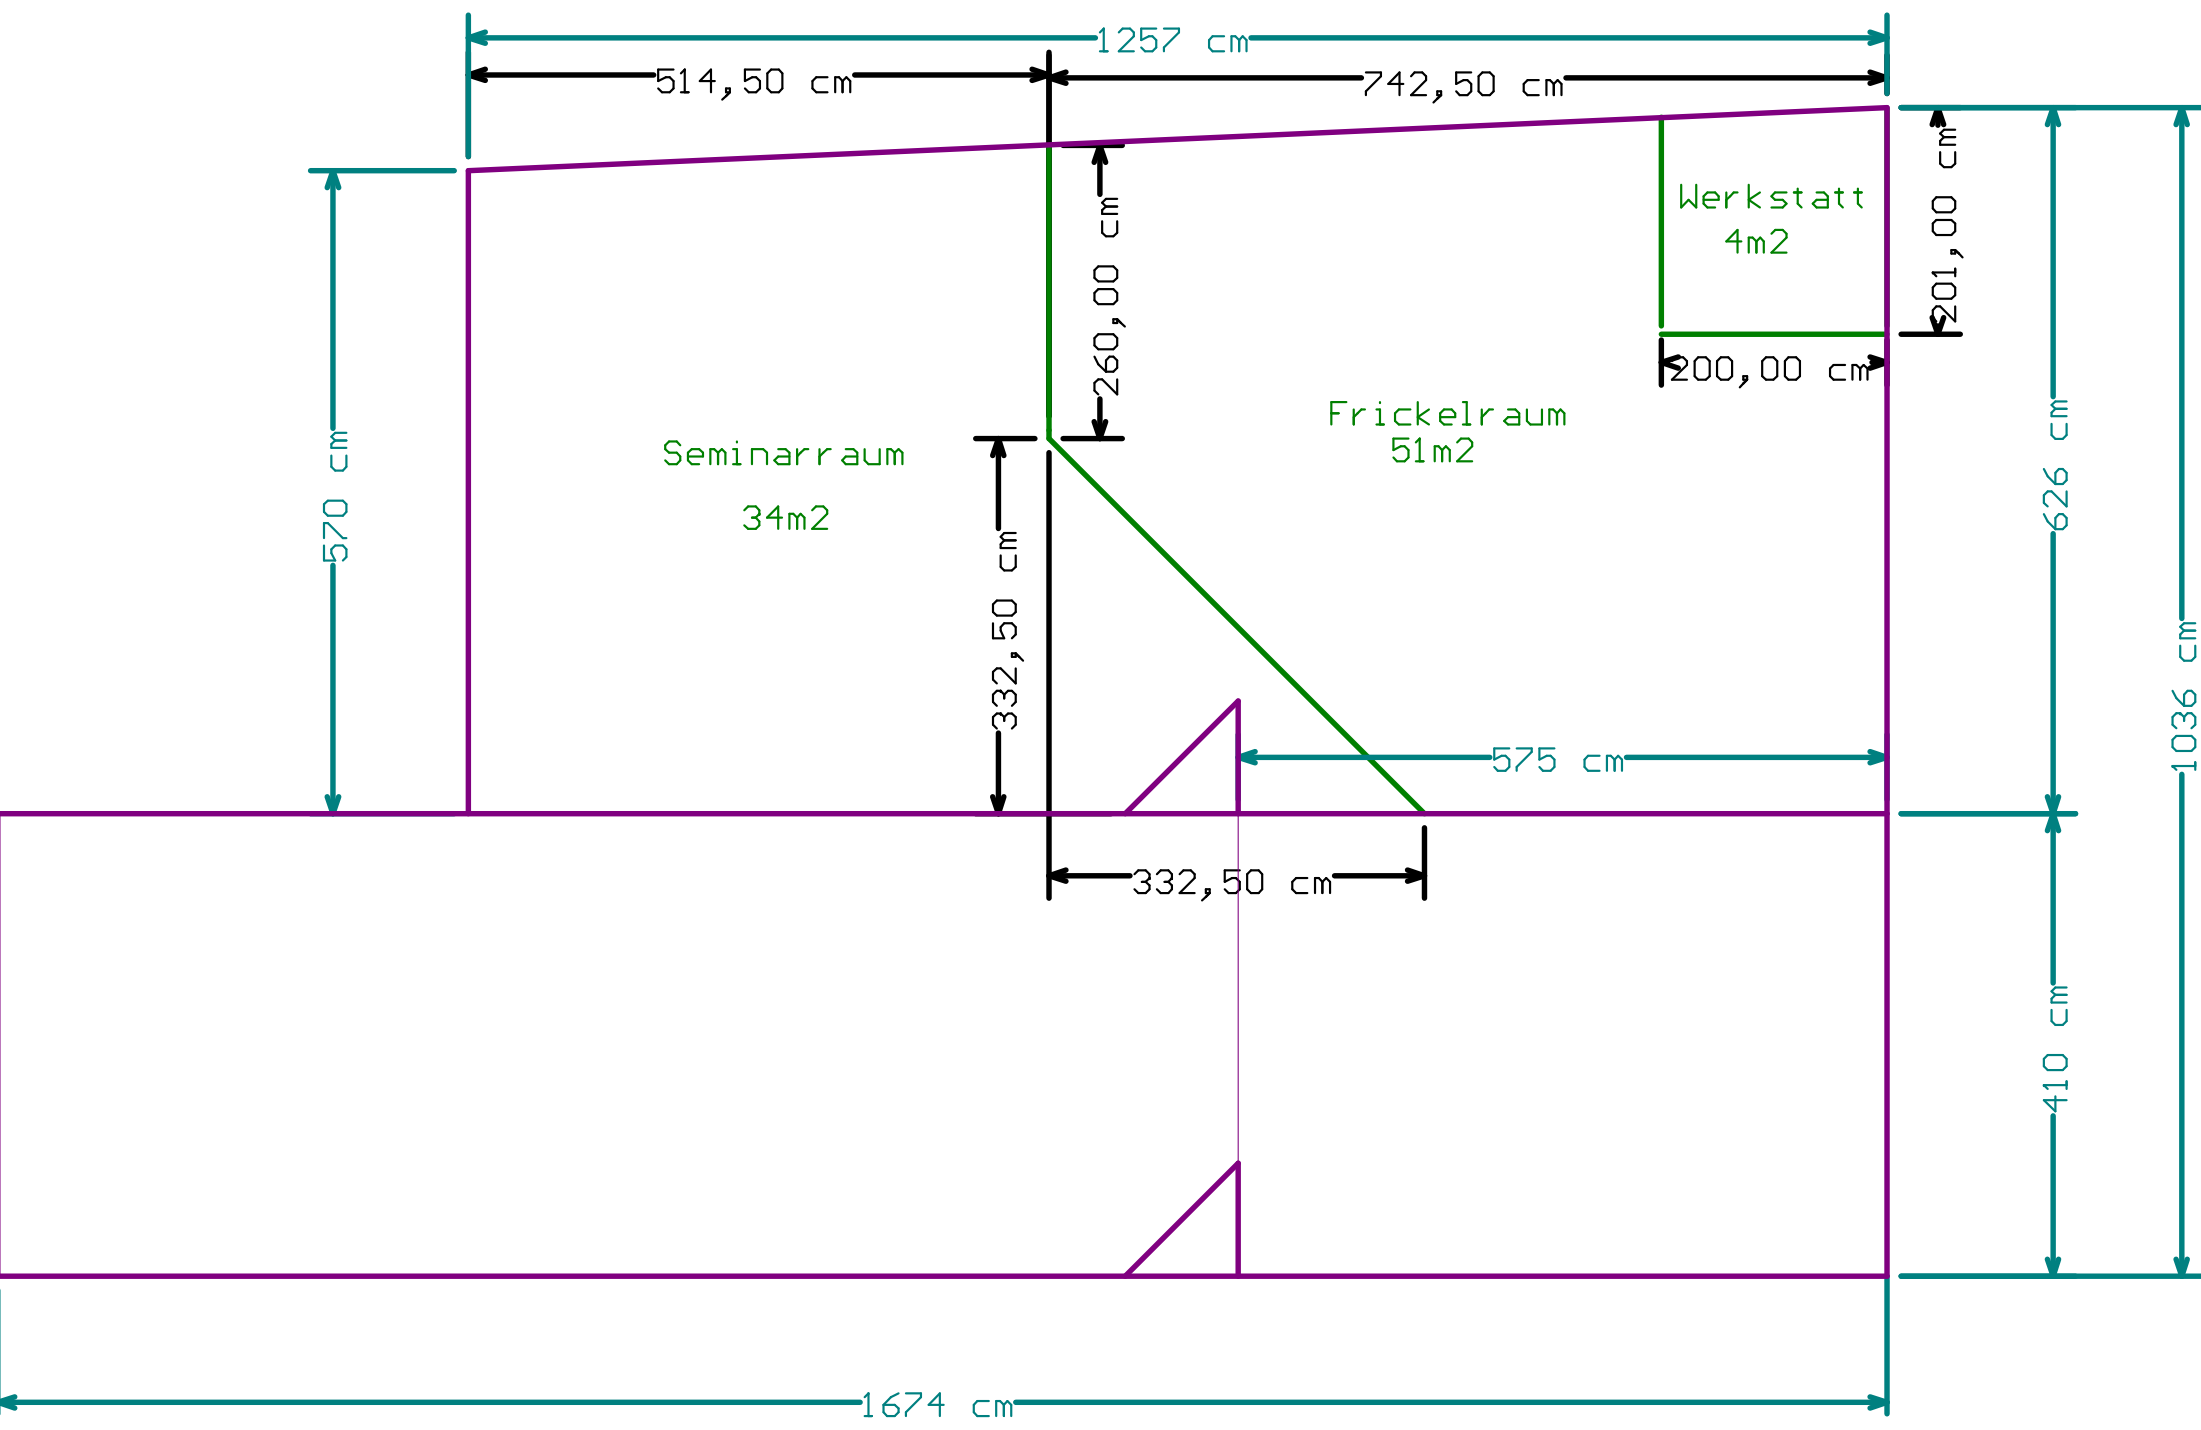 1257 cm
514,50 cm
742,50 cm
201,00 cm
Werkstatt
4m2
260,00 cm
200,00 cm
Frickelraum
51m2
Seminarraum
34m2
570 cm
626 cm
332,50 cm
1036 cm
575 cm
332,50 cm
410 cm
1674 cm